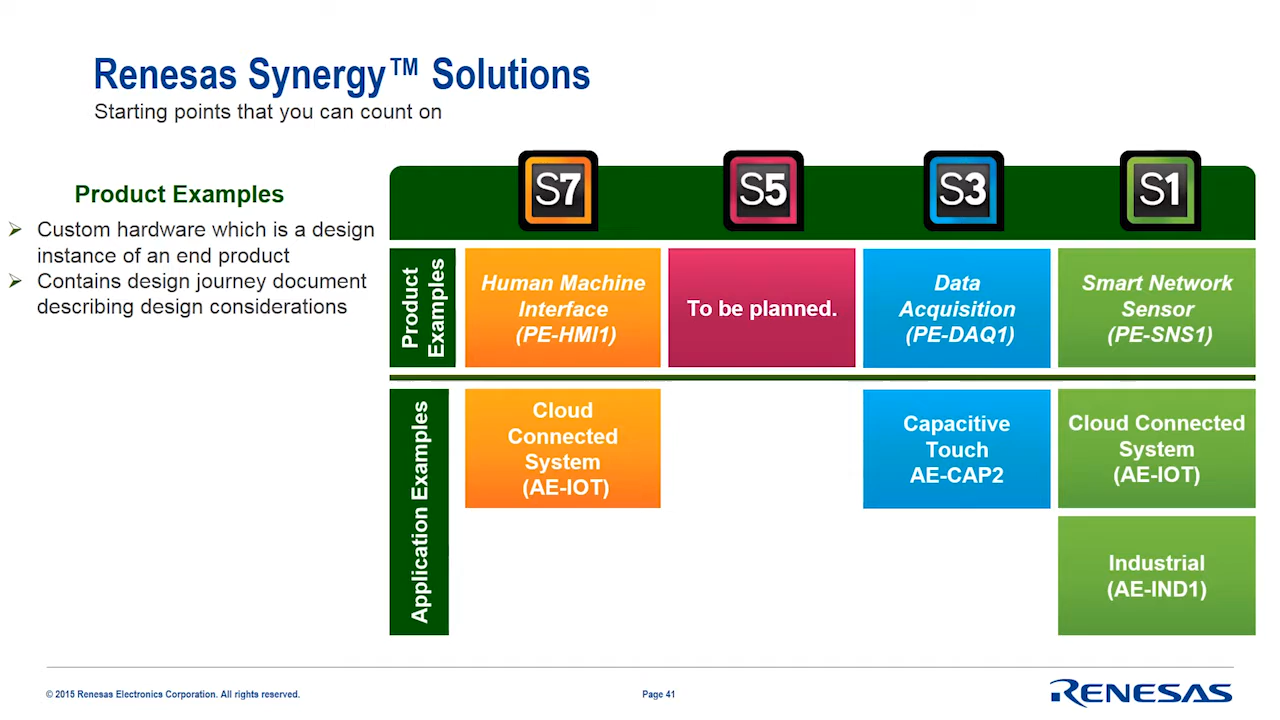 Renesas Synergy™ Solutions
Starting points that you can count on
Product Examples
➢ Custom hardware which is a design
instance of an end product
➢ Contains design journey document
describing design considerations
S7
S5
S3
S1
Product
Examples
Human Machine
Interface
(PE-HMI1)
To be planned.
Data
Acquisition
(PE-DAQ1)
Smart Network
Sensor
(PE-SNS1)
Application Examples
Cloud
Connected
System
(AE-IOT)
Capacitive
Touch
AE-CAP2
Cloud Connected
System
(AE-IOT)
Industrial
(AE-IND1)
© 2015 Renesas Electronics Corporation. All rights reserved.
Page 41
RENESAS